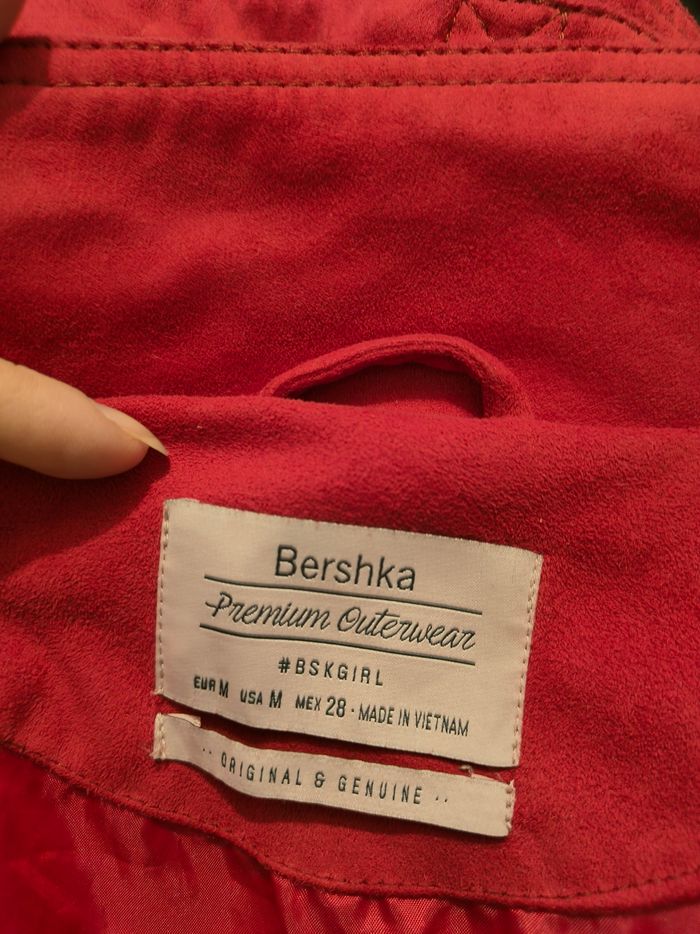 Bershka
Premium Outerwear
#BSKGIRL
EUR M USA M MEX 28 · MADE IN VIETNAM
·· ORIGINAL & GENUINE ··